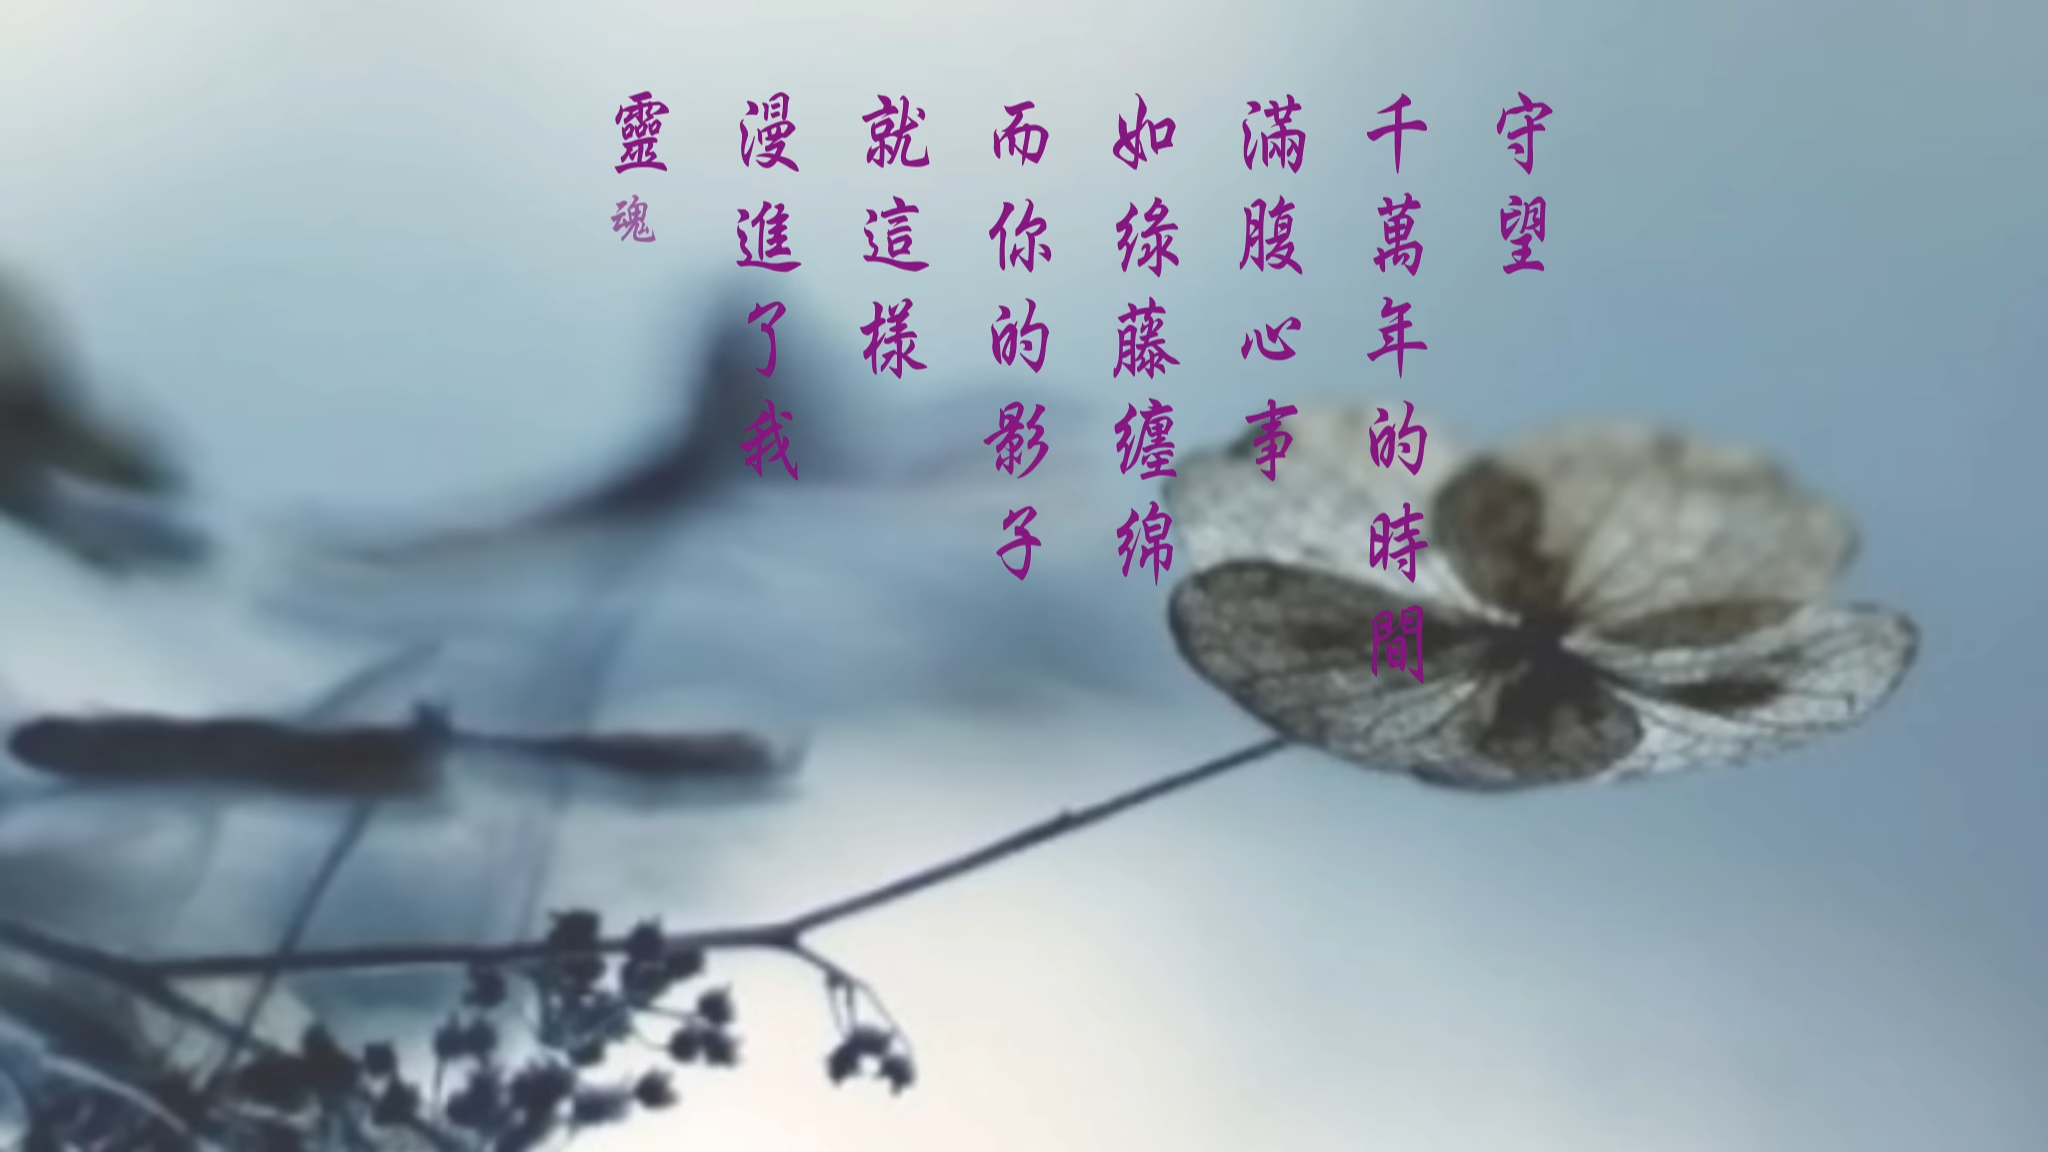 守望
千萬年的時間
滿腹心事
如綠藤纏綿
而你的影子
就這樣
漫進了我
靈魂